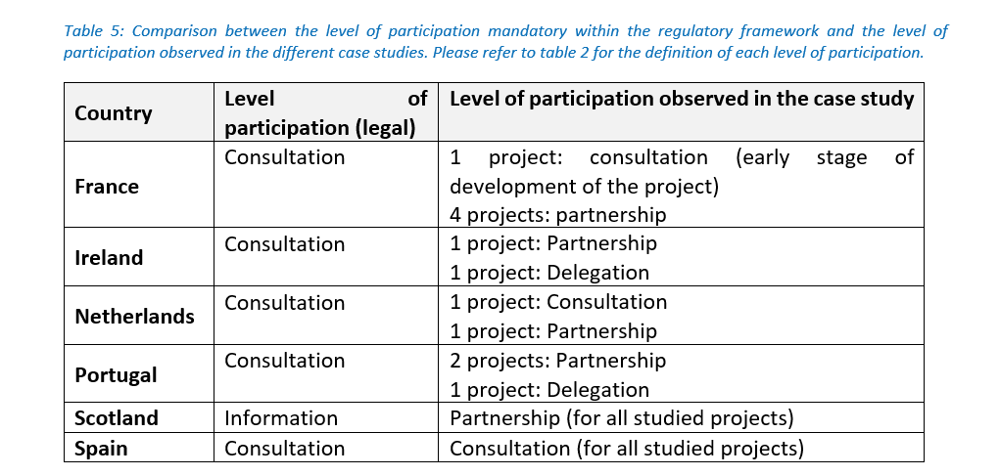 Table 5: Comparison between the level of participation mandatory within the regulatory framework and the level of
participation observed in the different case studies. Please refer to table 2 for the definition of each level of participation.
Country
Level of
participation (legal)
Level of participation observed in the case study
France
Consultation
1 project: consultation (early stage of
development of the project)
4 projects: partnership
Ireland
Consultation
1 project: Partnership
1 project: Delegation
Netherlands
Consultation
1 project: Consultation
1 project: Partnership
Portugal
Consultation
2 projects: Partnership
1 project: Delegation
Scotland
Information
Partnership (for all studied projects)
Spain
Consultation
Consultation (for all studied projects)